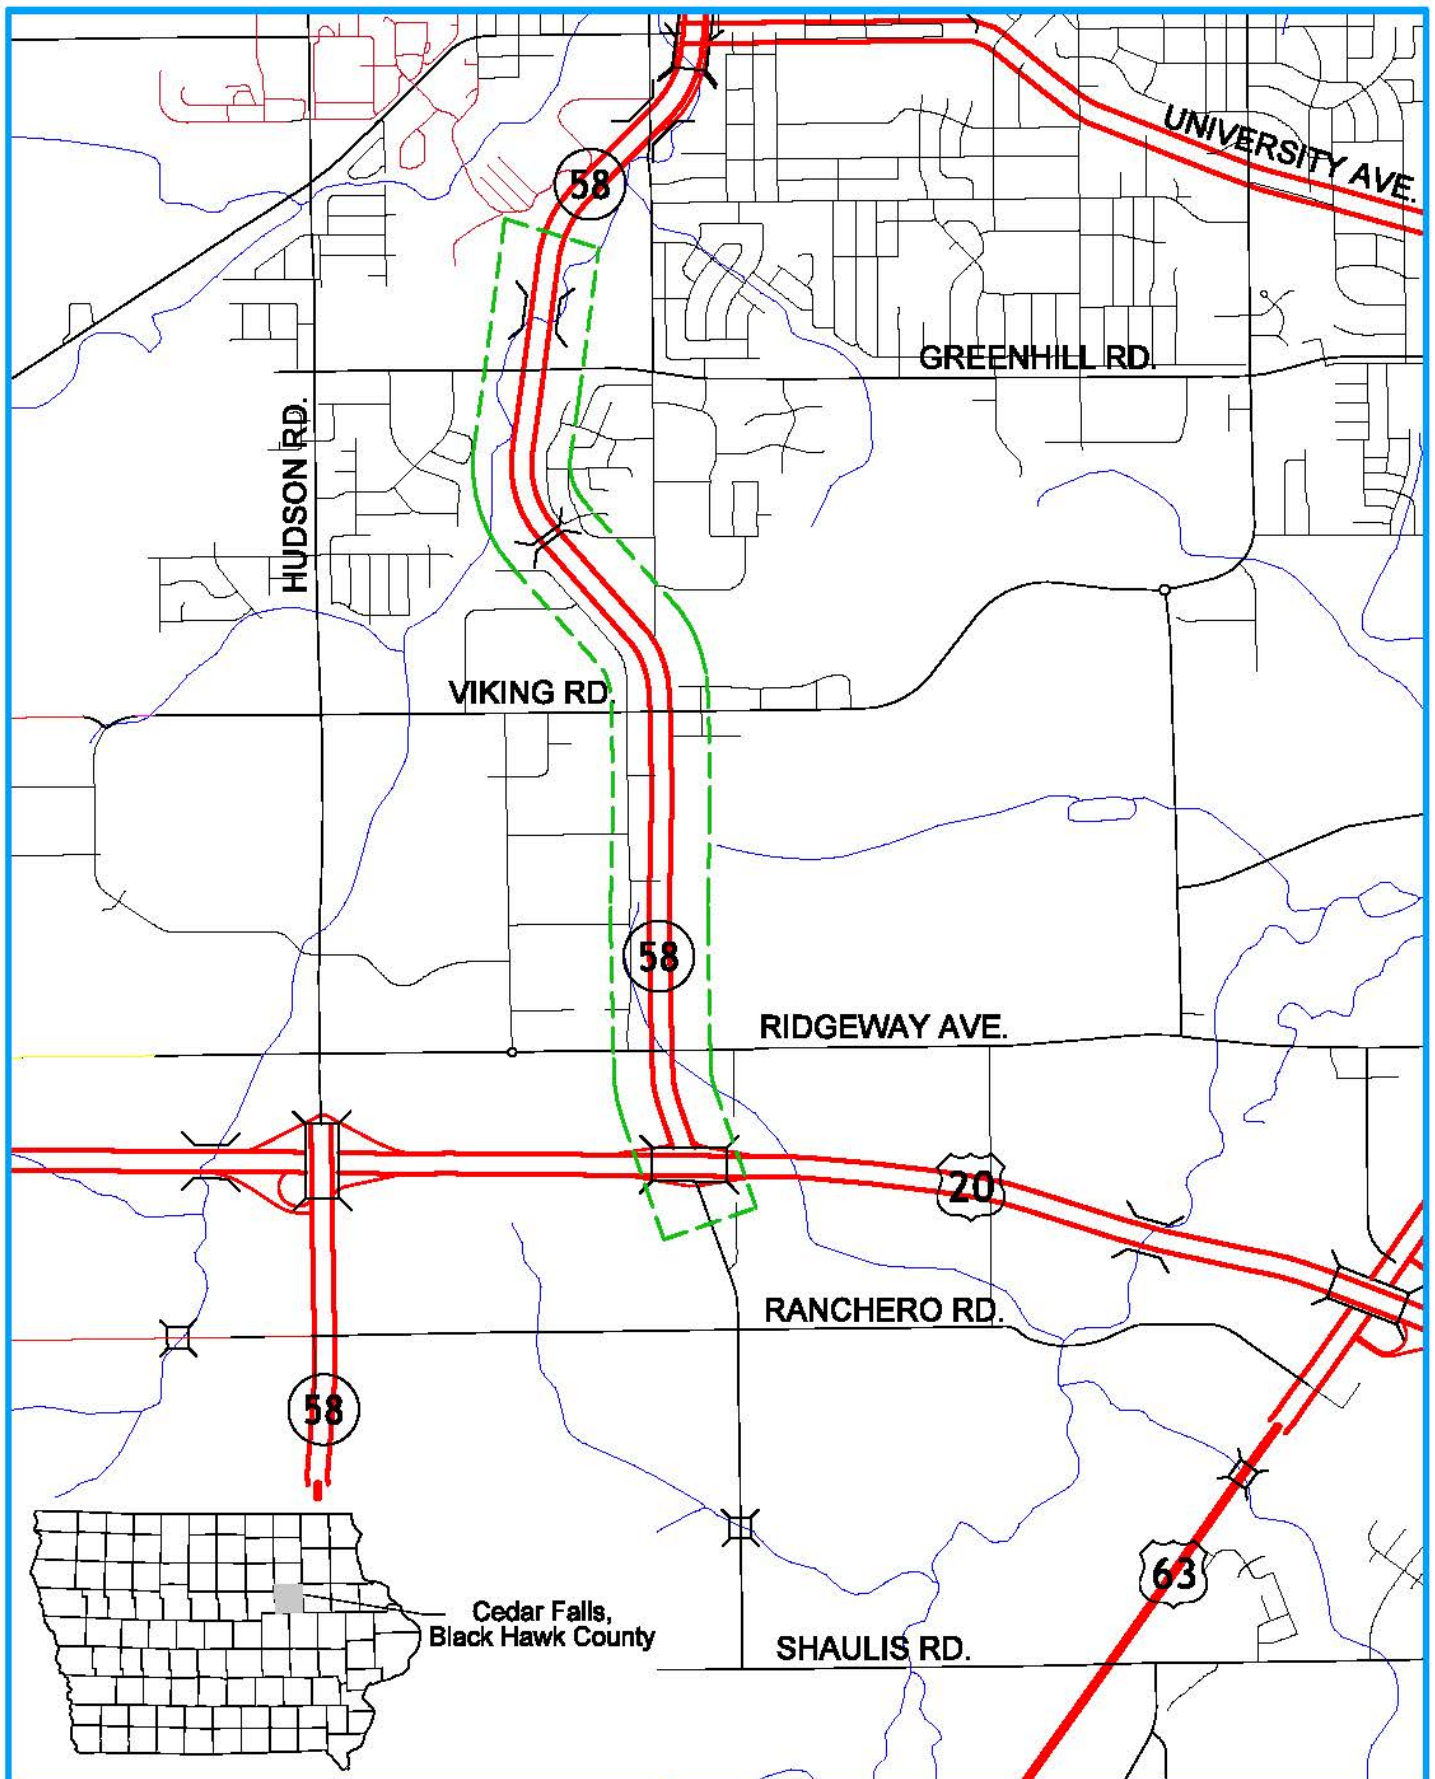 UNIVERSITY AVE.
58
GREENHILL RD.
HUDSON RD.
VIKING RD.
58
RIDGEWAY AVE.
20
RANCHERO RD.
58
63
Cedar Falls,
Black Hawk County
SHAULIS RD.